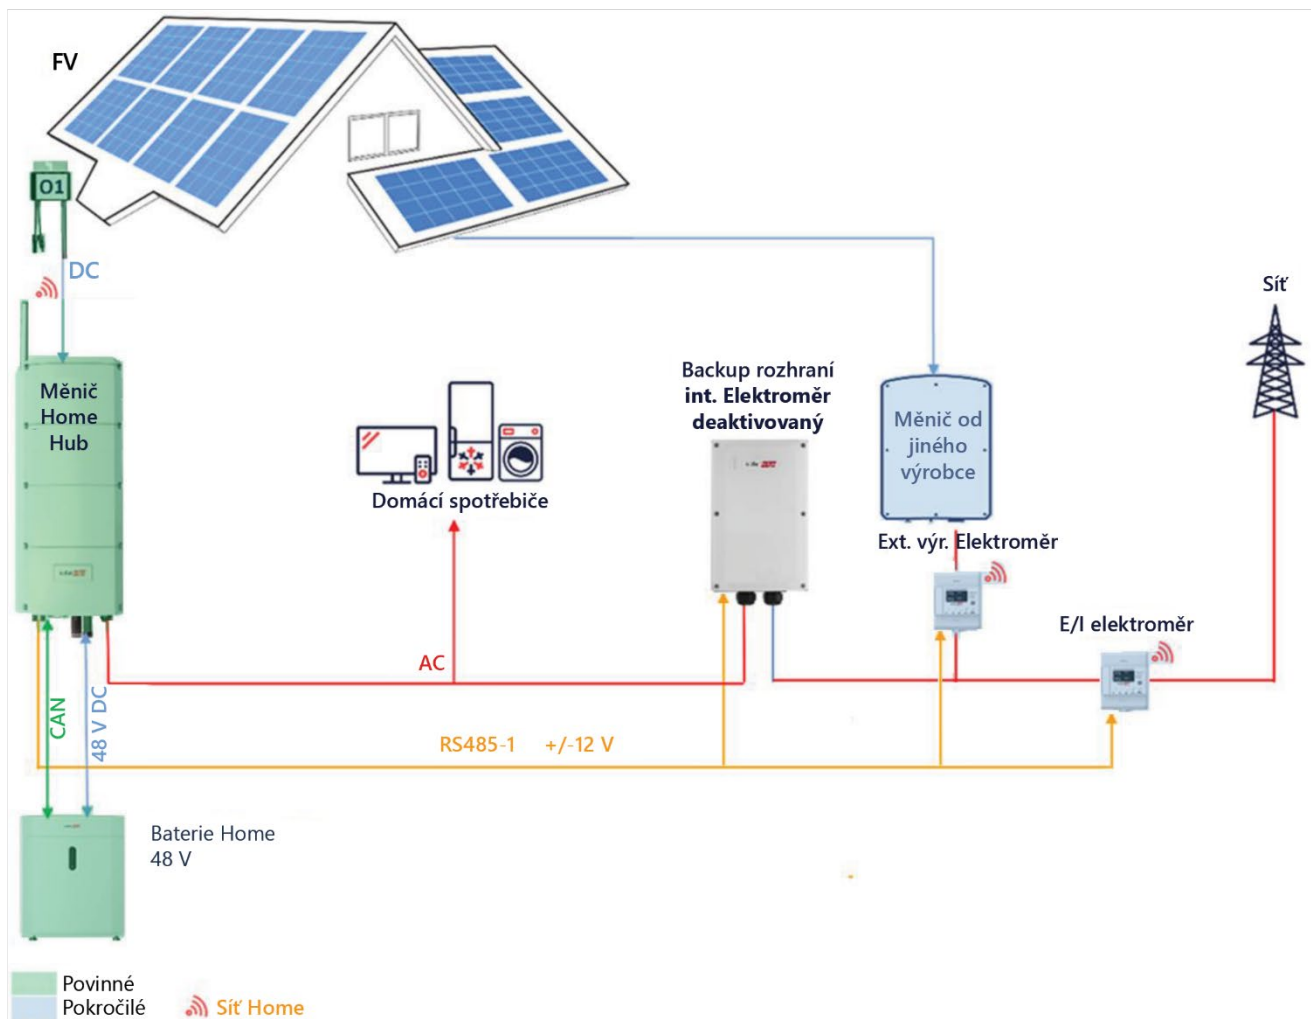 FV
O1
DC
Síť
Měnič
Home
Hub
Backup rozhraní
int. Elektroměr
deaktivovaný
Měnič od
jiného
výrobce
Domácí spotřebiče
Ext. výr. Elektroměr
E/I elektroměr
AC
CAN
48 V DC
RS485-1 +/-12 V
Baterie Home
48 V
Povinné
Pokročilé
Síť Home